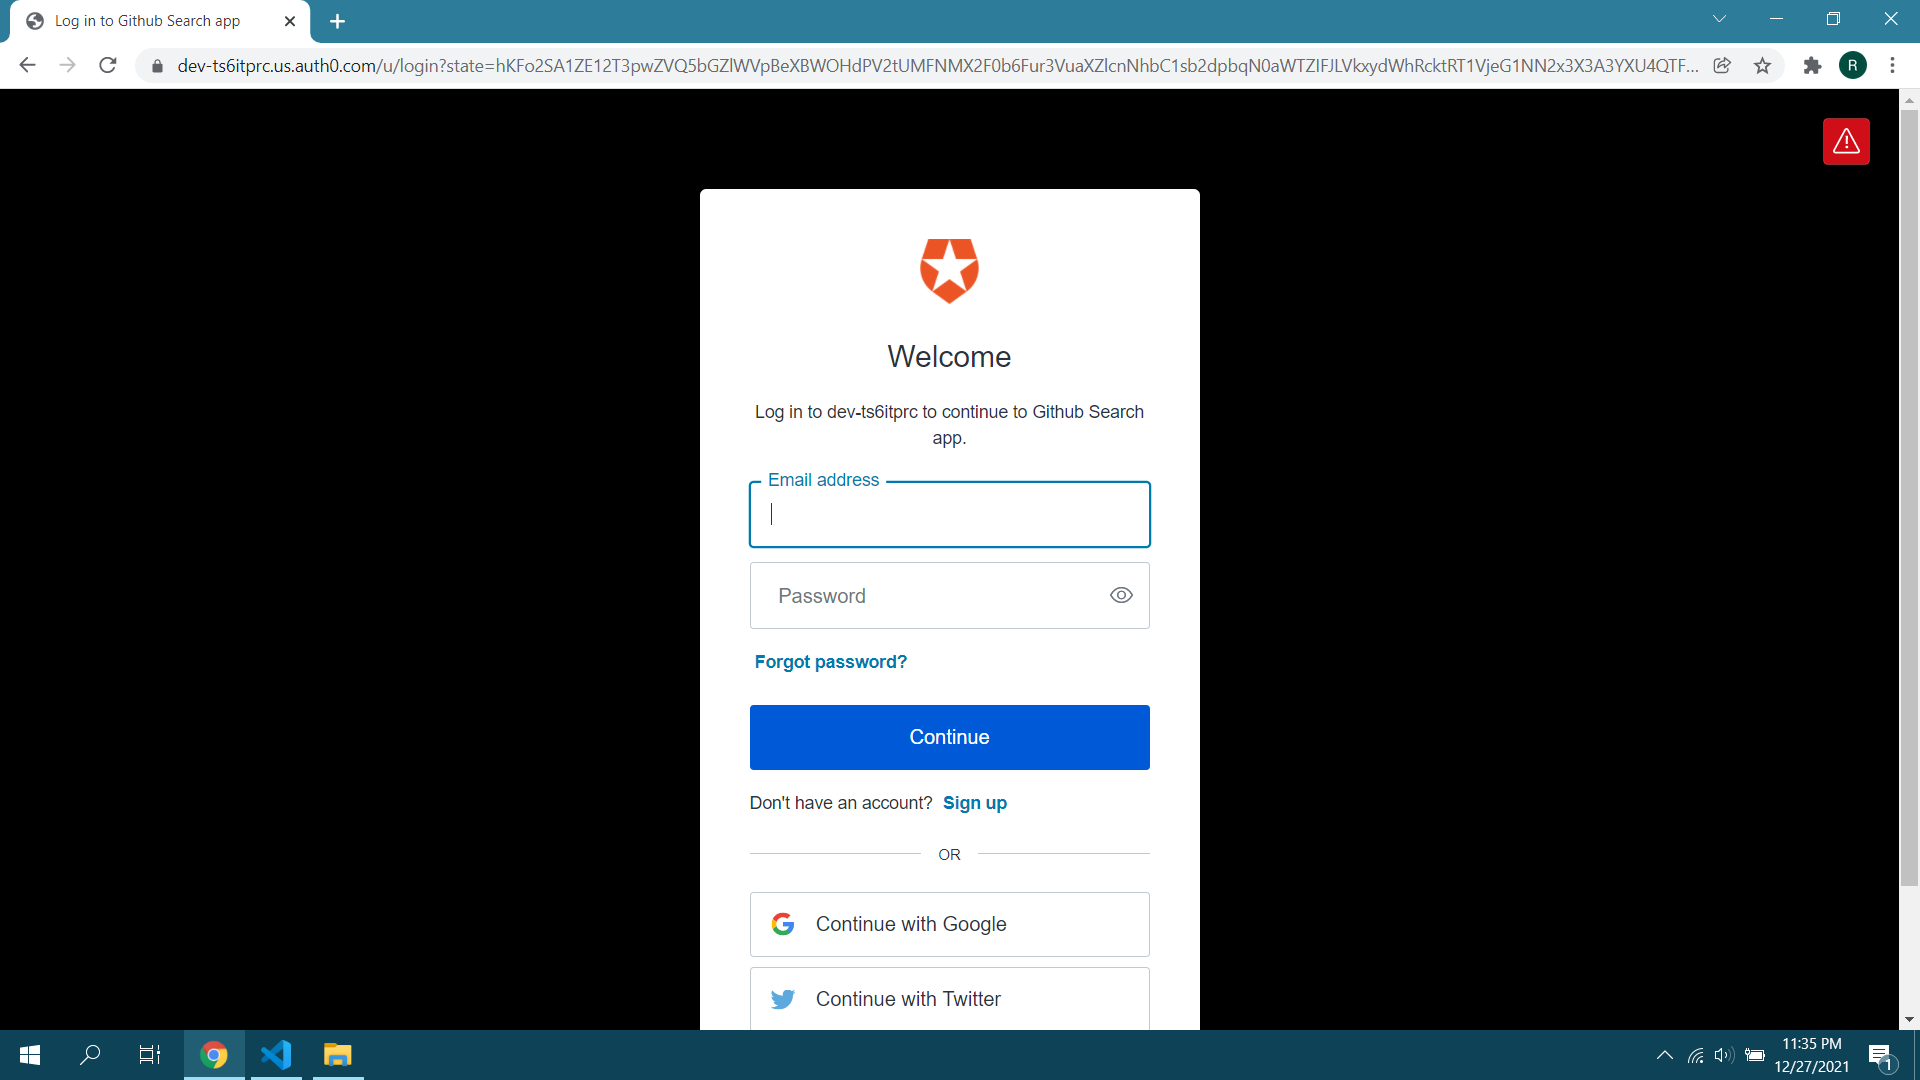 Log in to Github Search app
dev-ts6itprc.us.auth0.com/u/login?state=hKFo2SA1ZE12T3pwZVQ5bGZlWVpBeXBWOHdPV2tUMFNMX2F0b6Fur3VuaXZlcnNhbC1sb2dpbqN0aWTZIFJLVkxydWhRcktRT1VjeG1NN2x3X3A3YXU4QTF...
R
Welcome
Log in to dev-ts6itprc to continue to Github Search
app.
Email address
Password
Forgot password?
Continue
Don't have an account? Sign up
OR
Continue with Google
Continue with Twitter
11:35 PM
12/27/2021
1